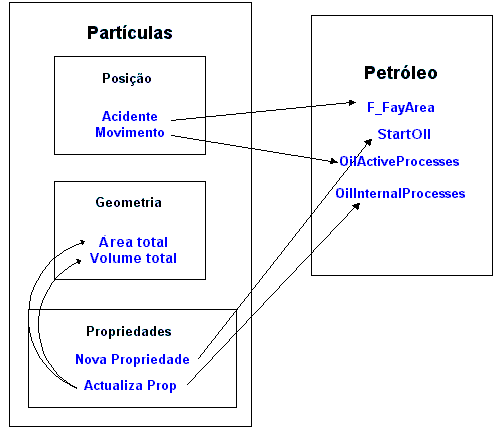 Partículas
Posição
Acidente
Movimento
Geometria
Área total
Volume total
Propriedades
Nova Propriedade
Actualiza Prop
Petróleo
F_FayArea
StartOil
OilActiveProcesses
OilInternalProcesses